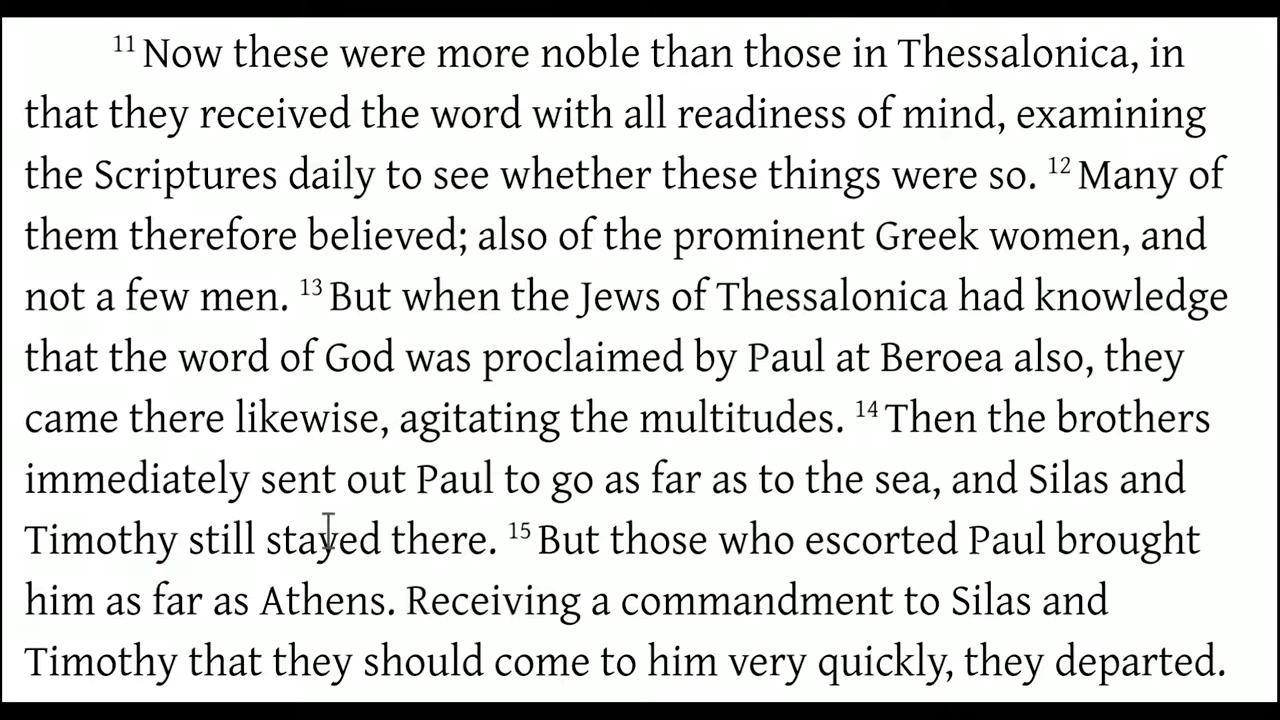 11 Now these were more noble than those in Thessalonica, in
that they received the word with all readiness of mind, examining
the Scriptures daily to see whether these things were so. 12 Many of
them therefore believed; also of the prominent Greek women, and
not a few men. 13 But when the Jews of Thessalonica had knowledge
that the word of God was proclaimed by Paul at Beroea also, they
came there likewise, agitating the multitudes. 14 Then the brothers
immediately sent out Paul to go as far as to the sea, and Silas and
Timothy still stayed there. 15 But those who escorted Paul brought
him as far as Athens. Receiving a commandment to Silas and
Timothy that they should come to him very quickly, they departed.